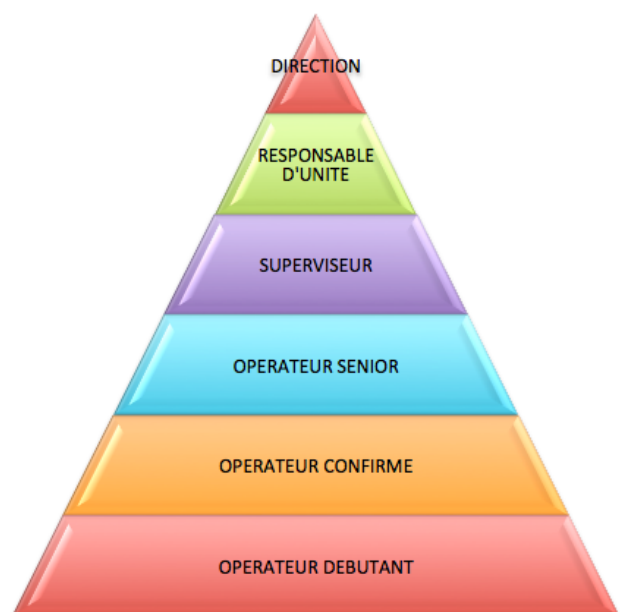 DIRECTION
RESPONSABLE
D'UNITE
SUPERVISEUR
OPERATEUR SENIOR
OPERATEUR CONFIRME
OPERATEUR DEBUTANT